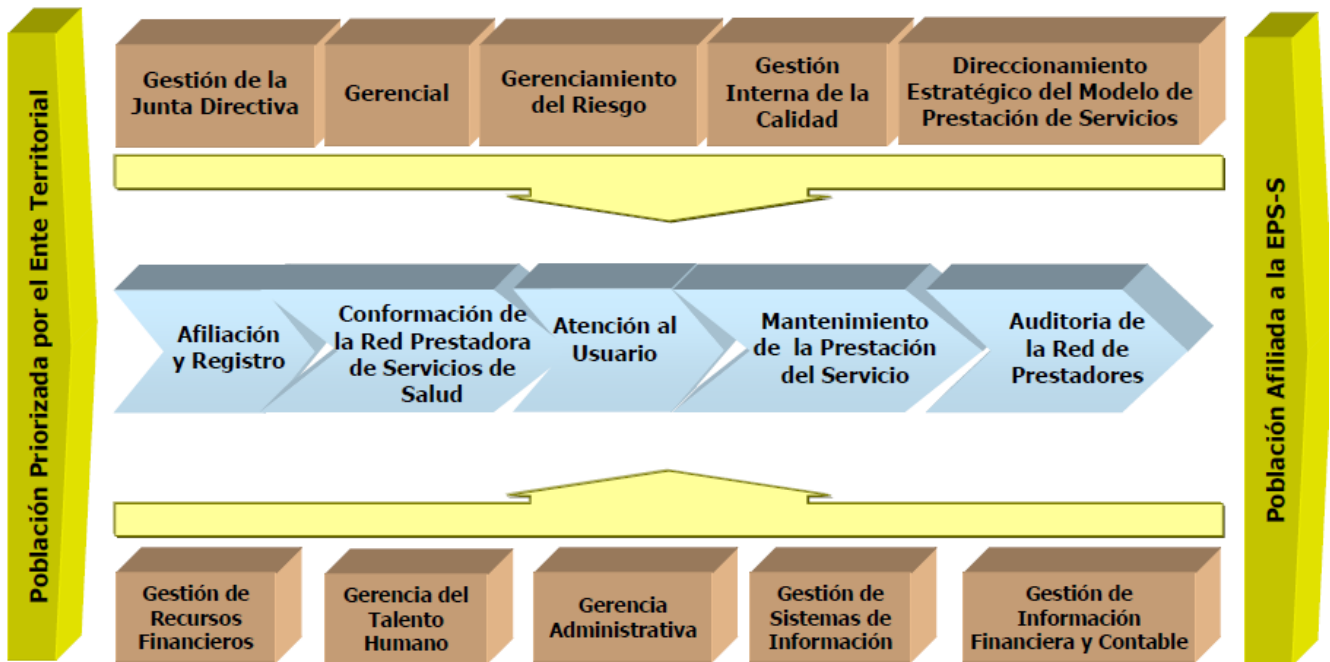 Población Priorizada por el Ente Territorial
Gestión de la
Junta Directiva
Gerencial
Gerenciamiento
del Riesgo
Gestión
Interna de la
Calidad
Direccionamiento
Estratégico del Modelo de
Prestación de Servicios
Afiliación
y Registro
Conformación de
la Red Prestadora
de Servicios de
Salud
Atención al
Usuario
Mantenimiento
de la Prestación
del Servicio
Auditoria de
la Red de
Prestadores
Gestión de
Recursos
Financieros
Gerencia del
Talento
Humano
Gerencia
Administrativa
Gestión de
Sistemas de
Información
Gestión de
Información
Financiera y Contable
Población Afiliada a la EPS-S